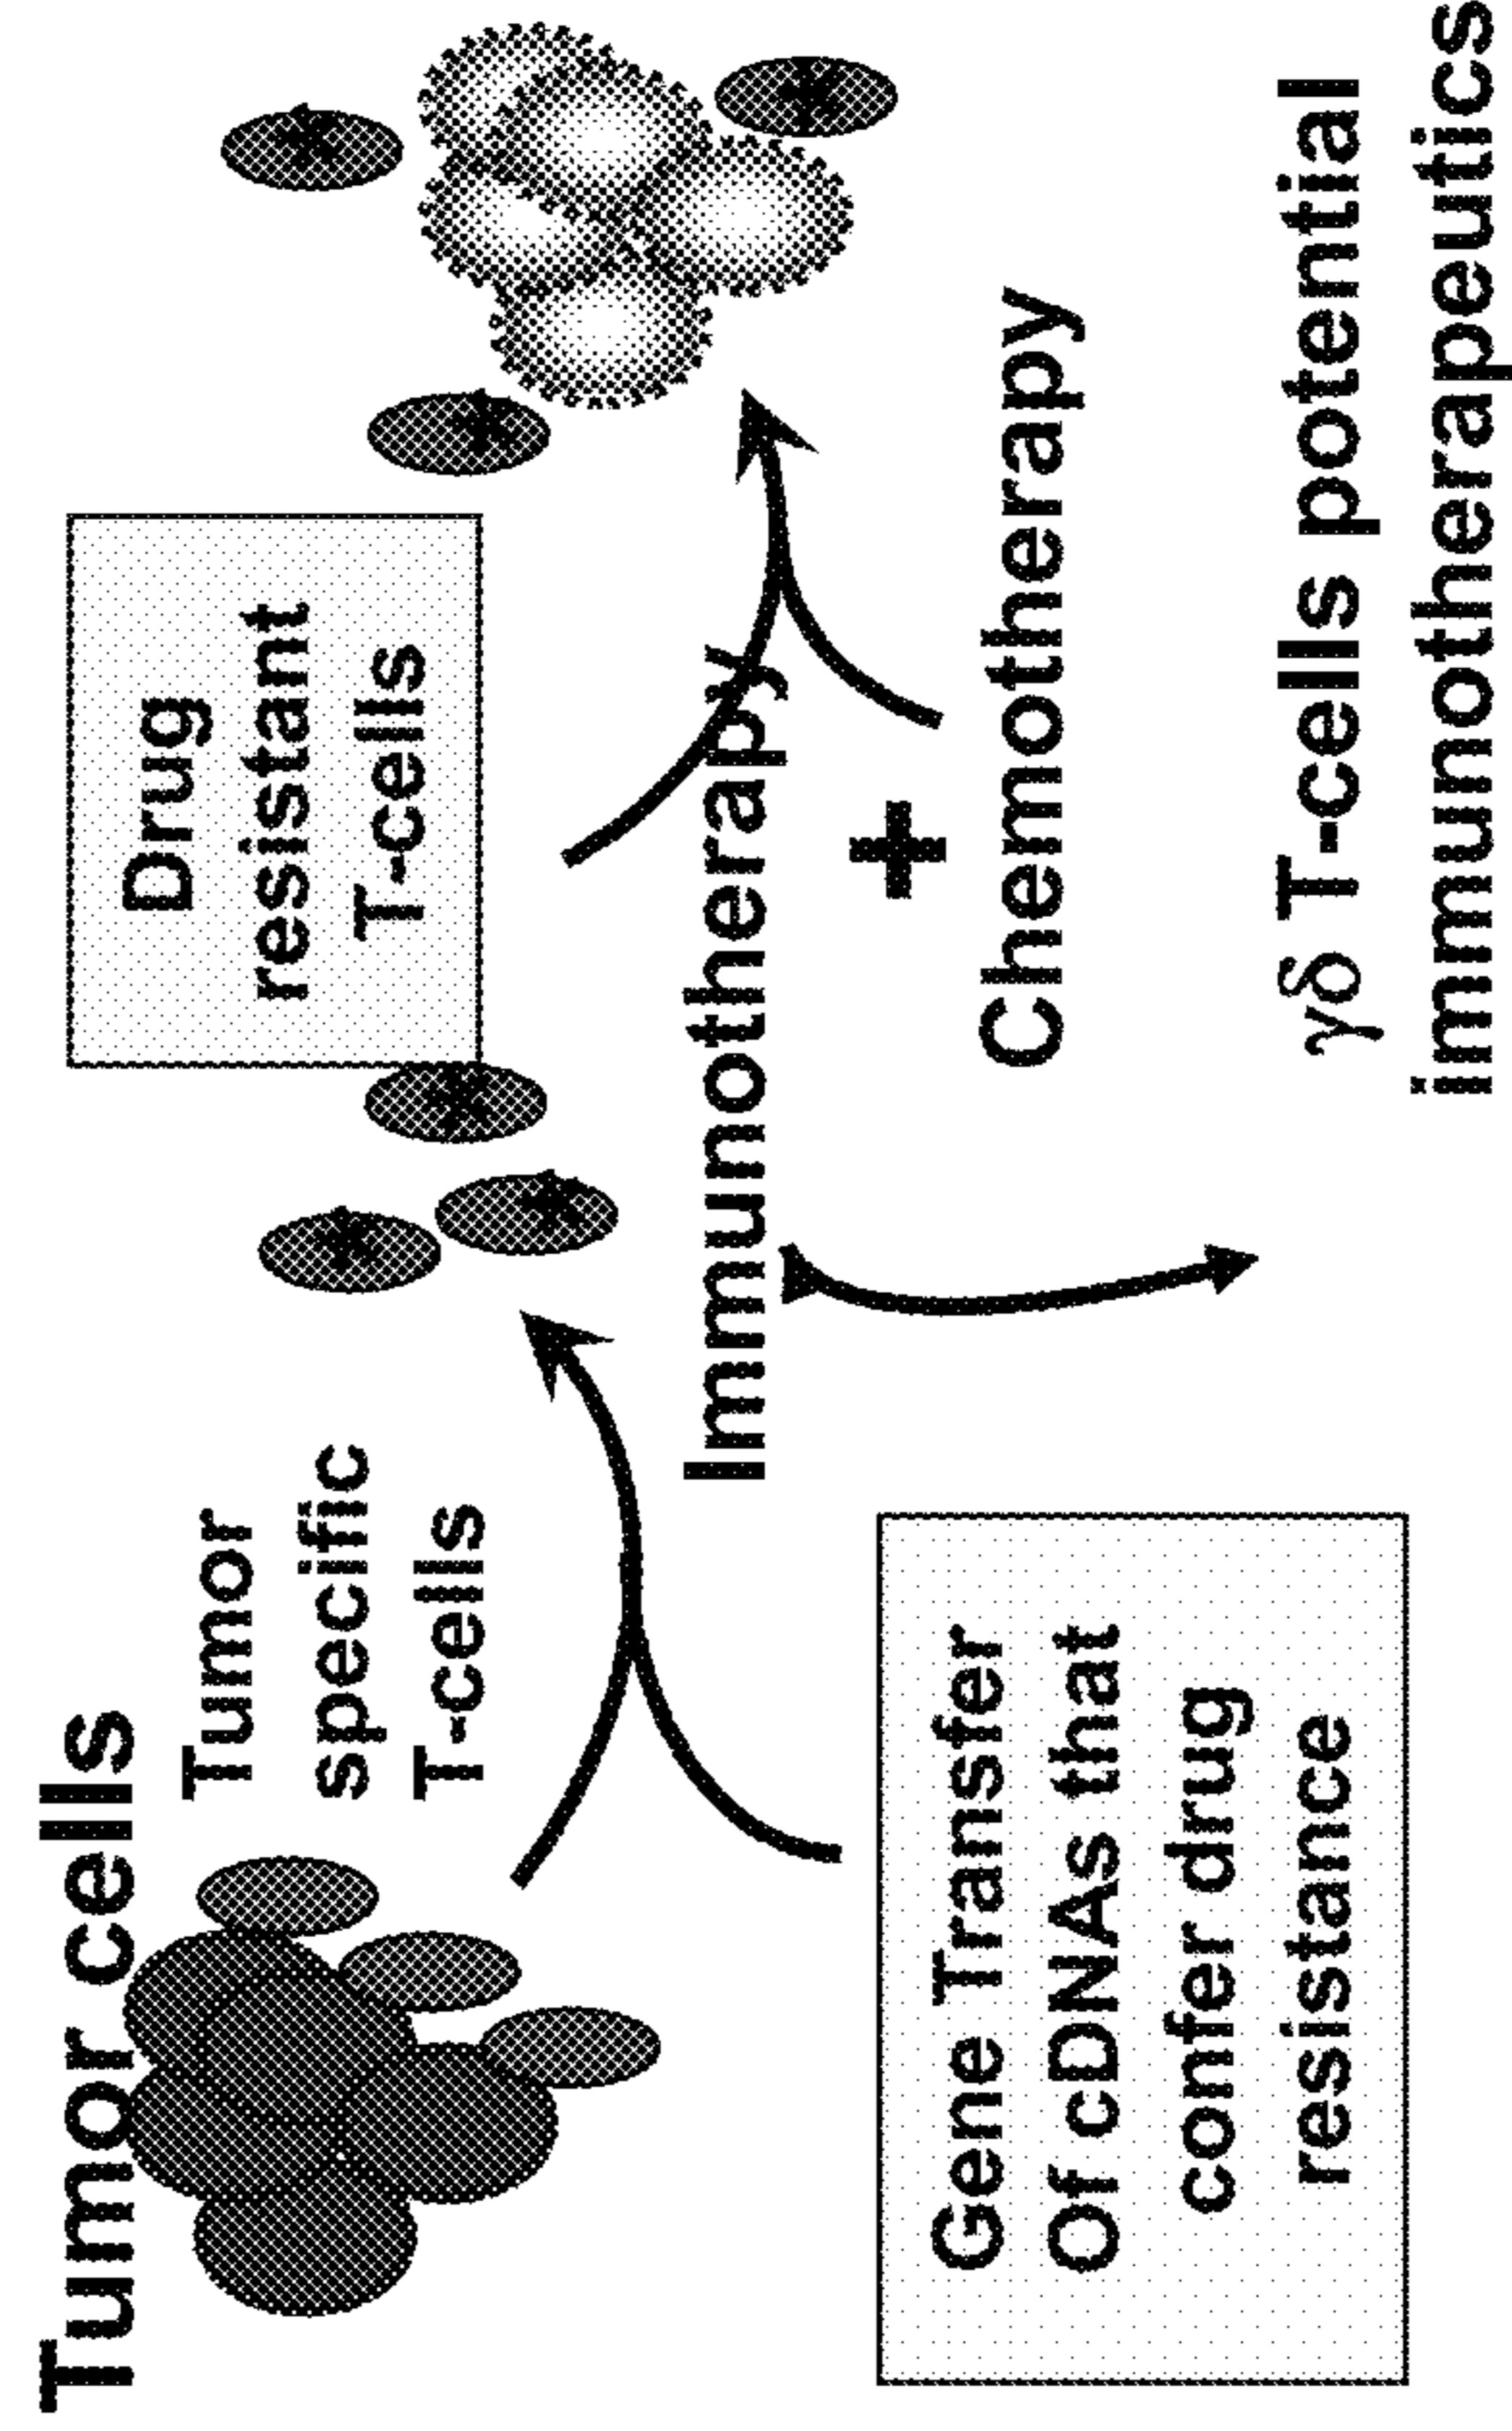 Tumor cells
Tumor
specific
T-cells
Drug
resistant
T-cells
Gene Transfer
Of cDNAs that
confer drug
resistance
Immunotherapy
+
Chemotherapy
γδ T-cells potential
immunotherapeutics